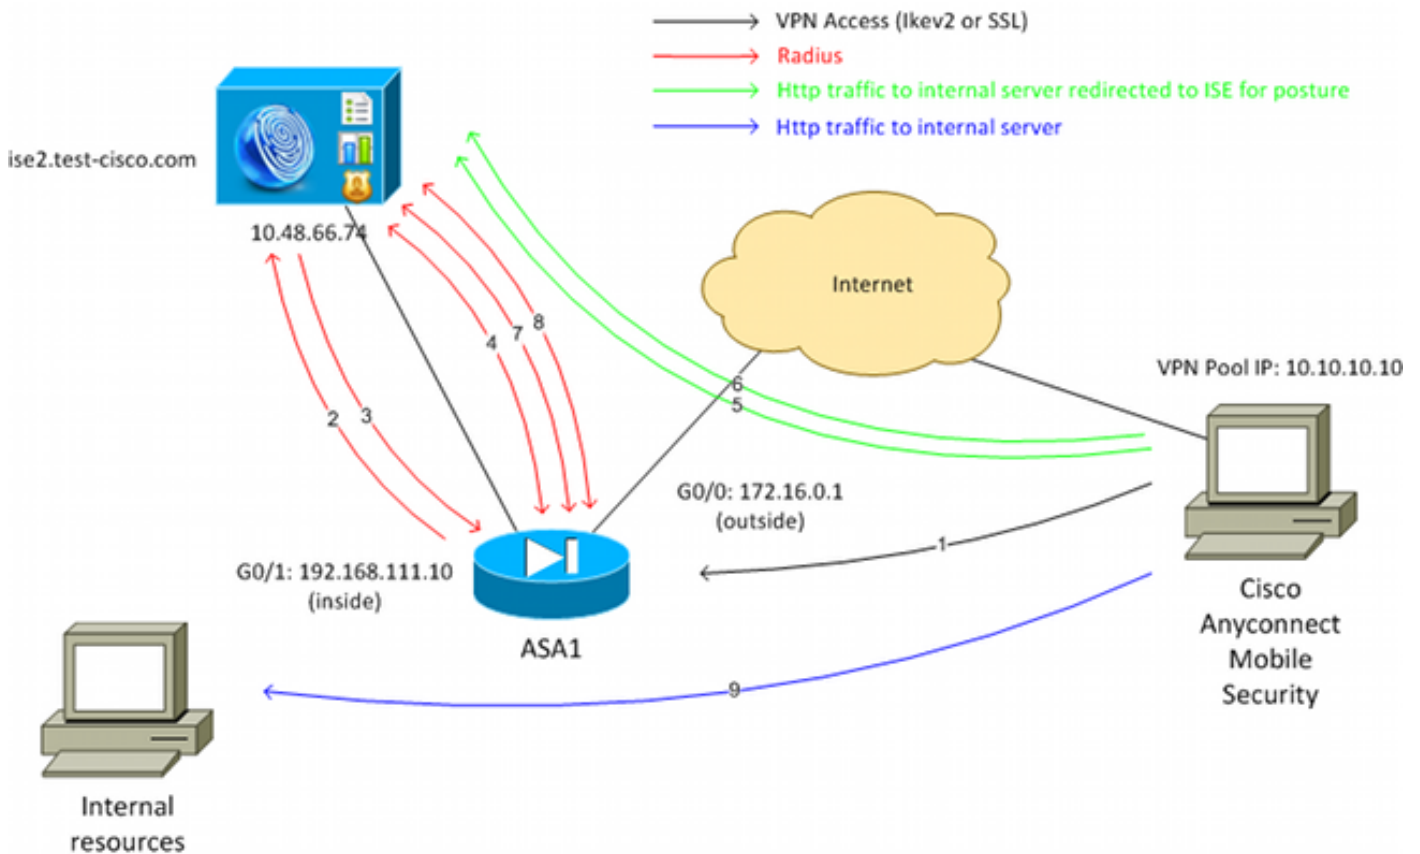 VPN Access (Ikev2 or SSL)
Radius
Http traffic to internal server redirected to ISE for posture
Http traffic to internal server
ise2.test-cisco.com
10.48.66.74
Internet
VPN Pool IP: 10.10.10.10
2
3
4
7
8
6
5
1
9
G0/0: 172.16.0.1
(outside)
G0/1: 192.168.111.10
(inside)
ASA1
Cisco
Anyconnect
Mobile
Security
Internal
resources